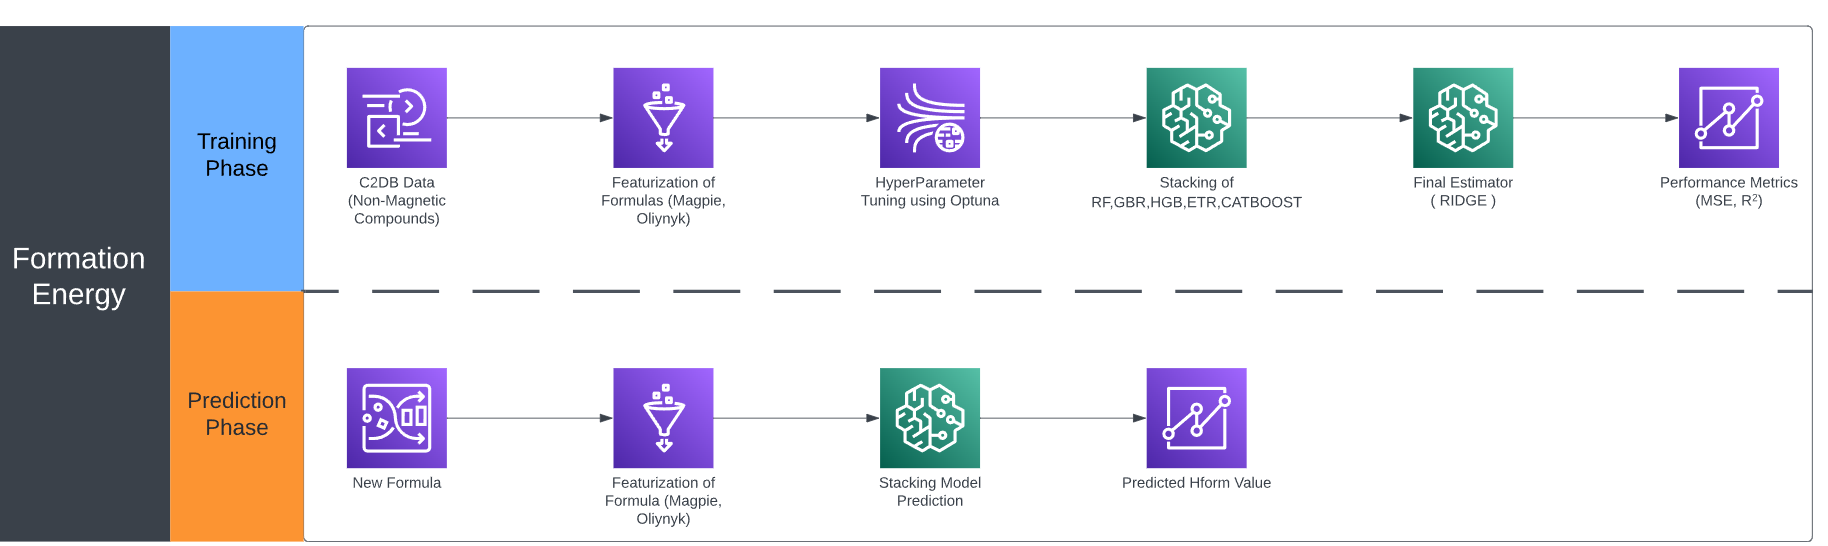 Formation
Energy
Training
Phase
C2DB Data
(Non-Magnetic
Compounds)
Featurization of
Formulas (Magpie,
Oliynyk)
HyperParameter
Tuning using Optuna
Stacking of
RF,GBR,HGB,ETR,CATBOOST
Final Estimator
( RIDGE )
Performance Metrics
(MSE, R²)
Prediction
Phase
New Formula
Featurization of
Formula (Magpie,
Oliynyk)
Stacking Model
Prediction
Predicted Hform Value